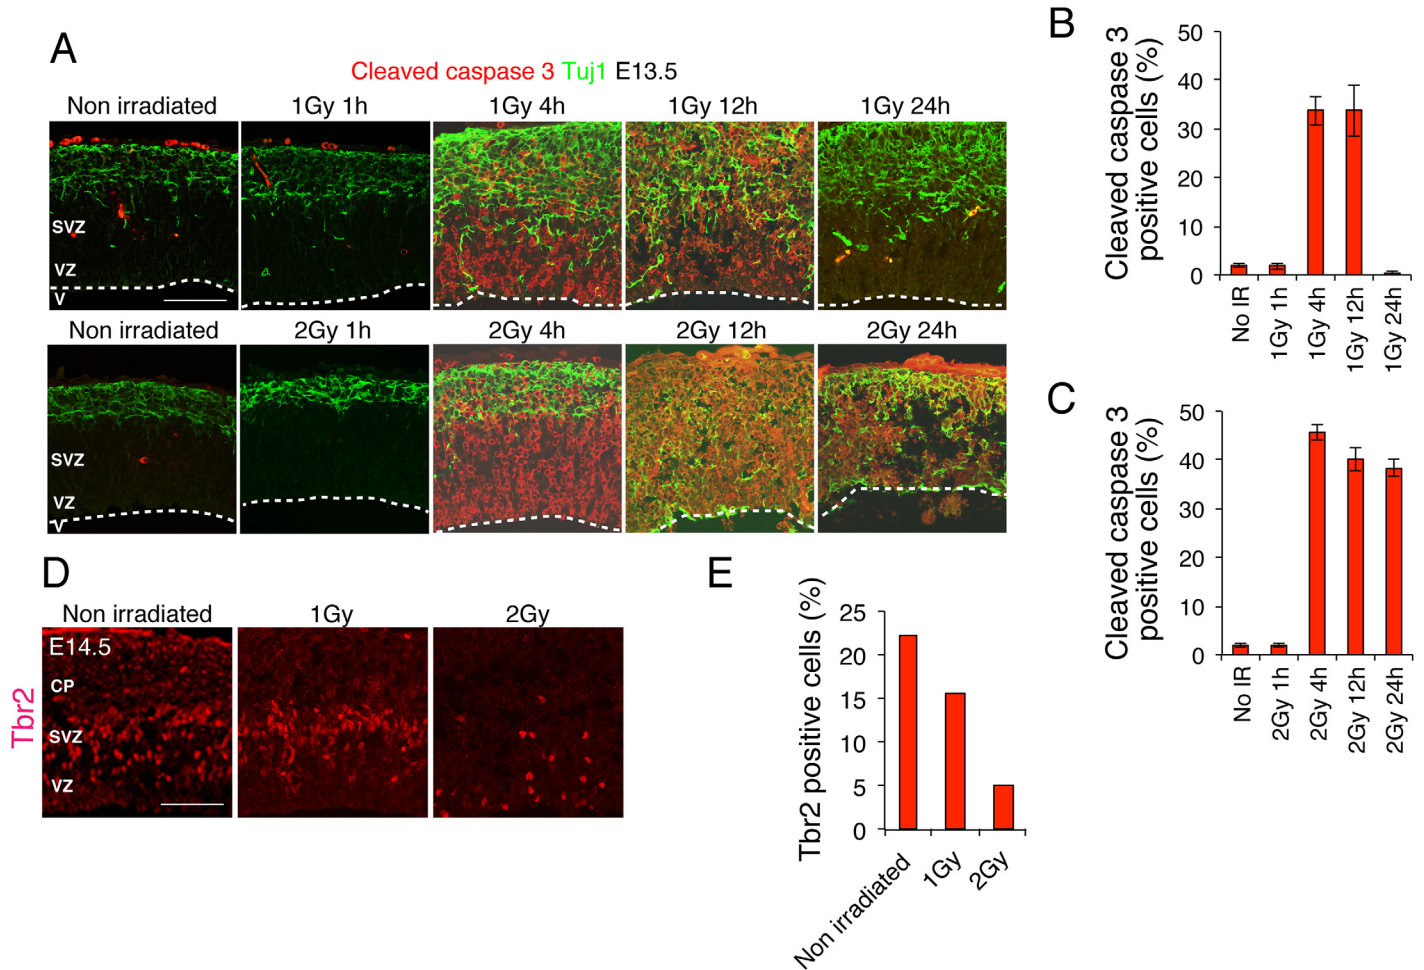 A
Cleaved caspase 3 Tuj1 E13.5
Non irradiated
1Gy 1h
1Gy 4h
1Gy 12h
1Gy 24h
SVZ
VZ
V
Non irradiated
2Gy 1h
2Gy 4h
2Gy 12h
2Gy 24h
SVZ
VZ
V
B
Cleaved caspase 3
positive cells (%)
50
40
30
20
10
0
No IR
1Gy 1h
1Gy 4h
1Gy 12h
1Gy 24h
C
Cleaved caspase 3
positive cells (%)
50
40
30
20
10
0
No IR
2Gy 1h
2Gy 4h
2Gy 12h
2Gy 24h
D
Non irradiated
1Gy
2Gy
Tbr2
E14.5
CP
SVZ
VZ
E
Tbr2 positive cells (%)
25
20
15
10
5
0
Non irradiated
1Gy
2Gy